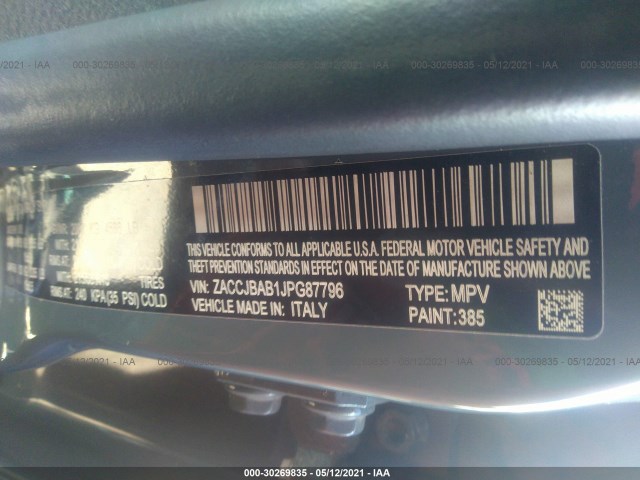 000-30269835 - 05/12/2021 - IAA
000-30269835 - 05/12/2021 - IAA
THIS VEHICLE CONFORMS TO ALL APPLICABLE U.S.A. FEDERAL MOTOR VEHICLE SAFETY AND
THEFT PREVENTION STANDARDS IN EFFECT ON THE DATE OF MANUFACTURE SHOWN ABOVE
TIRES
240 KPA(35 PSI) COLD
VIN: ZACCJBAB1JPG87796 TYPE: MPV
VEHICLE MADE IN ITALY PAINT:385
000-30269835 - 05/12/2021 - IAA
000-30269835 - 05/12/2021 - IAA
000-30269835 - 05/12/2021 - IAA